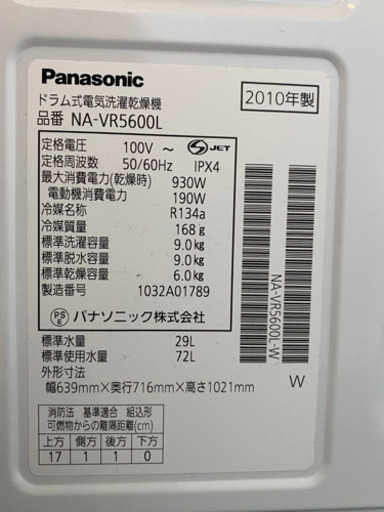 Panasonic
ドラム式電気洗濯乾燥機
品番 NA-VR5600L
2010年製
定格電圧 100V～
S JET
定格周波数 50/60Hz IPX4
最大消費電力(乾燥時) 930W
電動機消費電力 190W
冷媒名称 R134a
冷媒質量 168g
標準洗濯容量 9.0kg
標準脱水容量 9.0kg
標準乾燥容量 6.0kg
製造番号 1032A01789
PSE パナソニック株式会社
標準水量 29L
標準使用水量 72L
外形寸法
幅639mm×奥行716mm×高さ1021mm
消防法 基準適合 組込形
可燃物からの離隔距離(cm)
上方 側方 後方 下方
17 1 1 0
NA-VR5600L-W
W